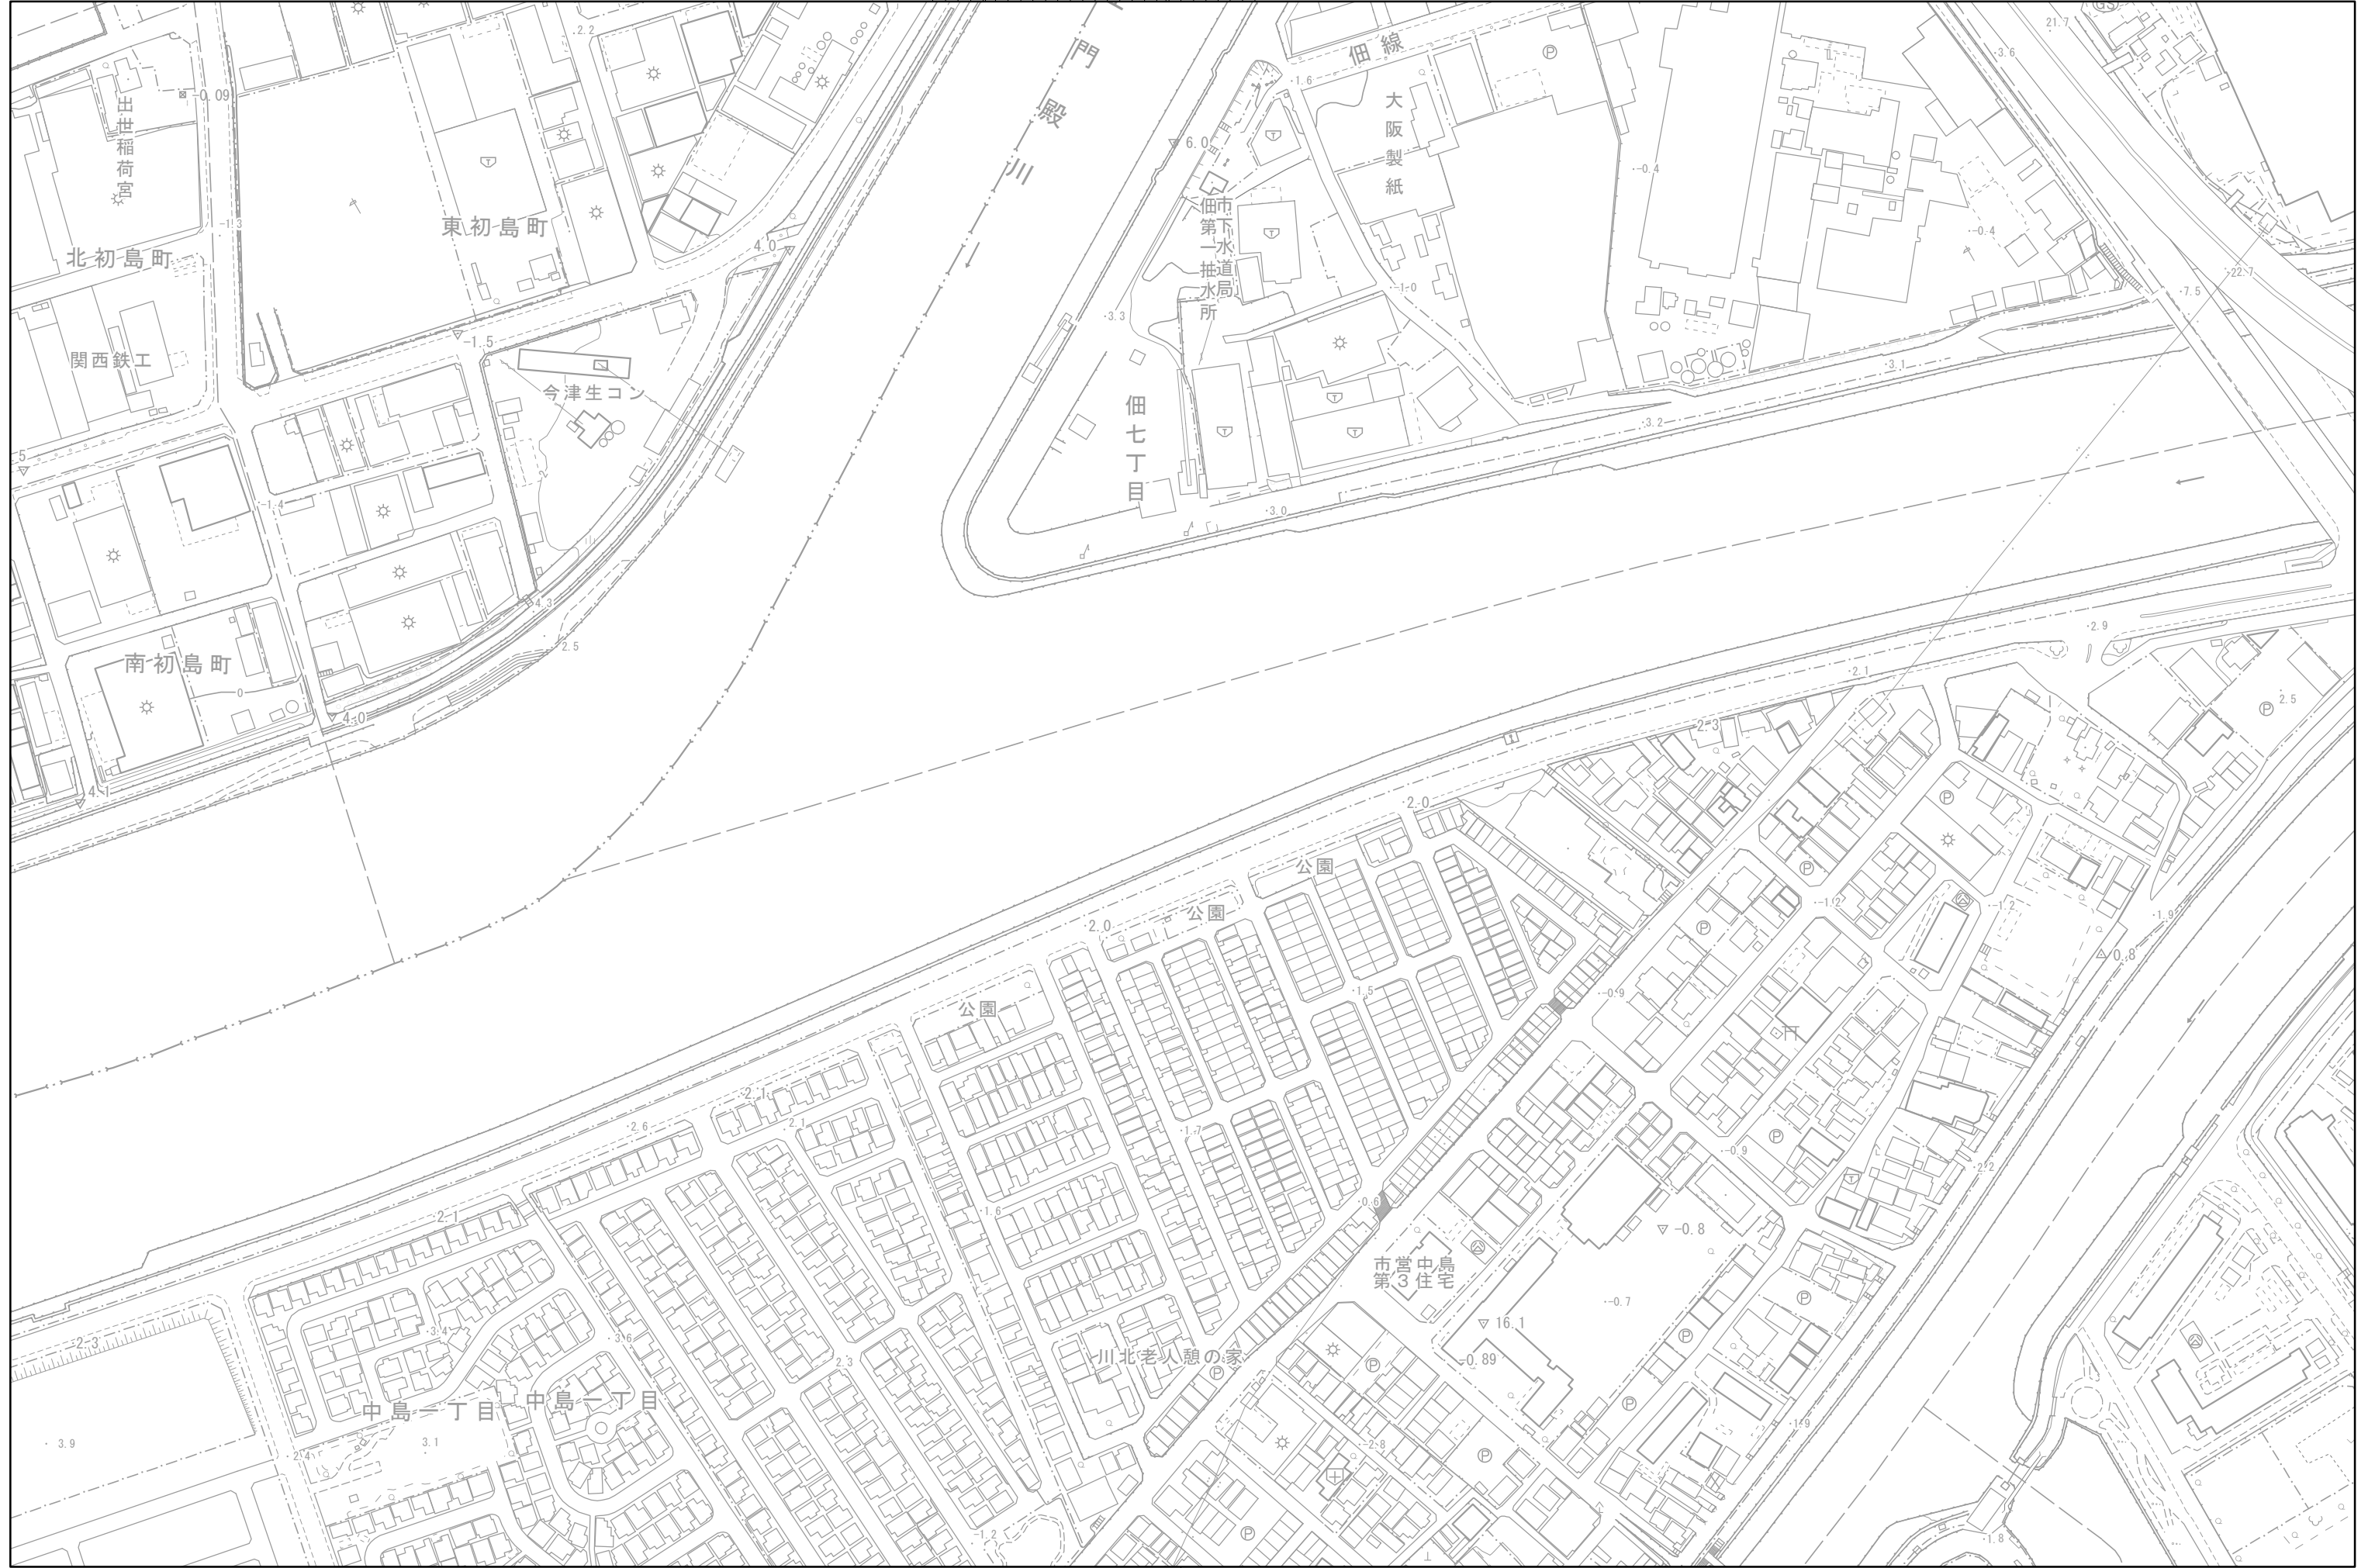 門
殿
川
佃線
大阪製紙
出世稲荷宮
東初島町
北初島町
関西鉄工
今津生コン
南初島町
市下水道局
佃第一抽水所
佃七丁目
公園
公園
公園
市営中島
第3住宅
川北老人憩の家
中島一丁目
中島一丁目
GS
21.7
3.6
2.2
-0.09
1.6
6.0
-0.4
-1.3
4.0
-0.4
22.7
7.5
-1.0
3.3
-1.5
3.1
3.2
5
-1.4
3.0
4.3
2.5
2.9
2.1
2.5
0
4.0
2.3
4.1
2.0
-1.2
-1.2
1.9
2.0
0.8
1.5
-0.9
2.1
2.6
2.1
1.7
-0.9
2.2
0.6
1.6
2.1
-0.8
-0.7
16.1
-0.89
3.4
3.6
2.3
2.3
3.9
3.1
2.4
-2.8
1.9
-1.2
1.8